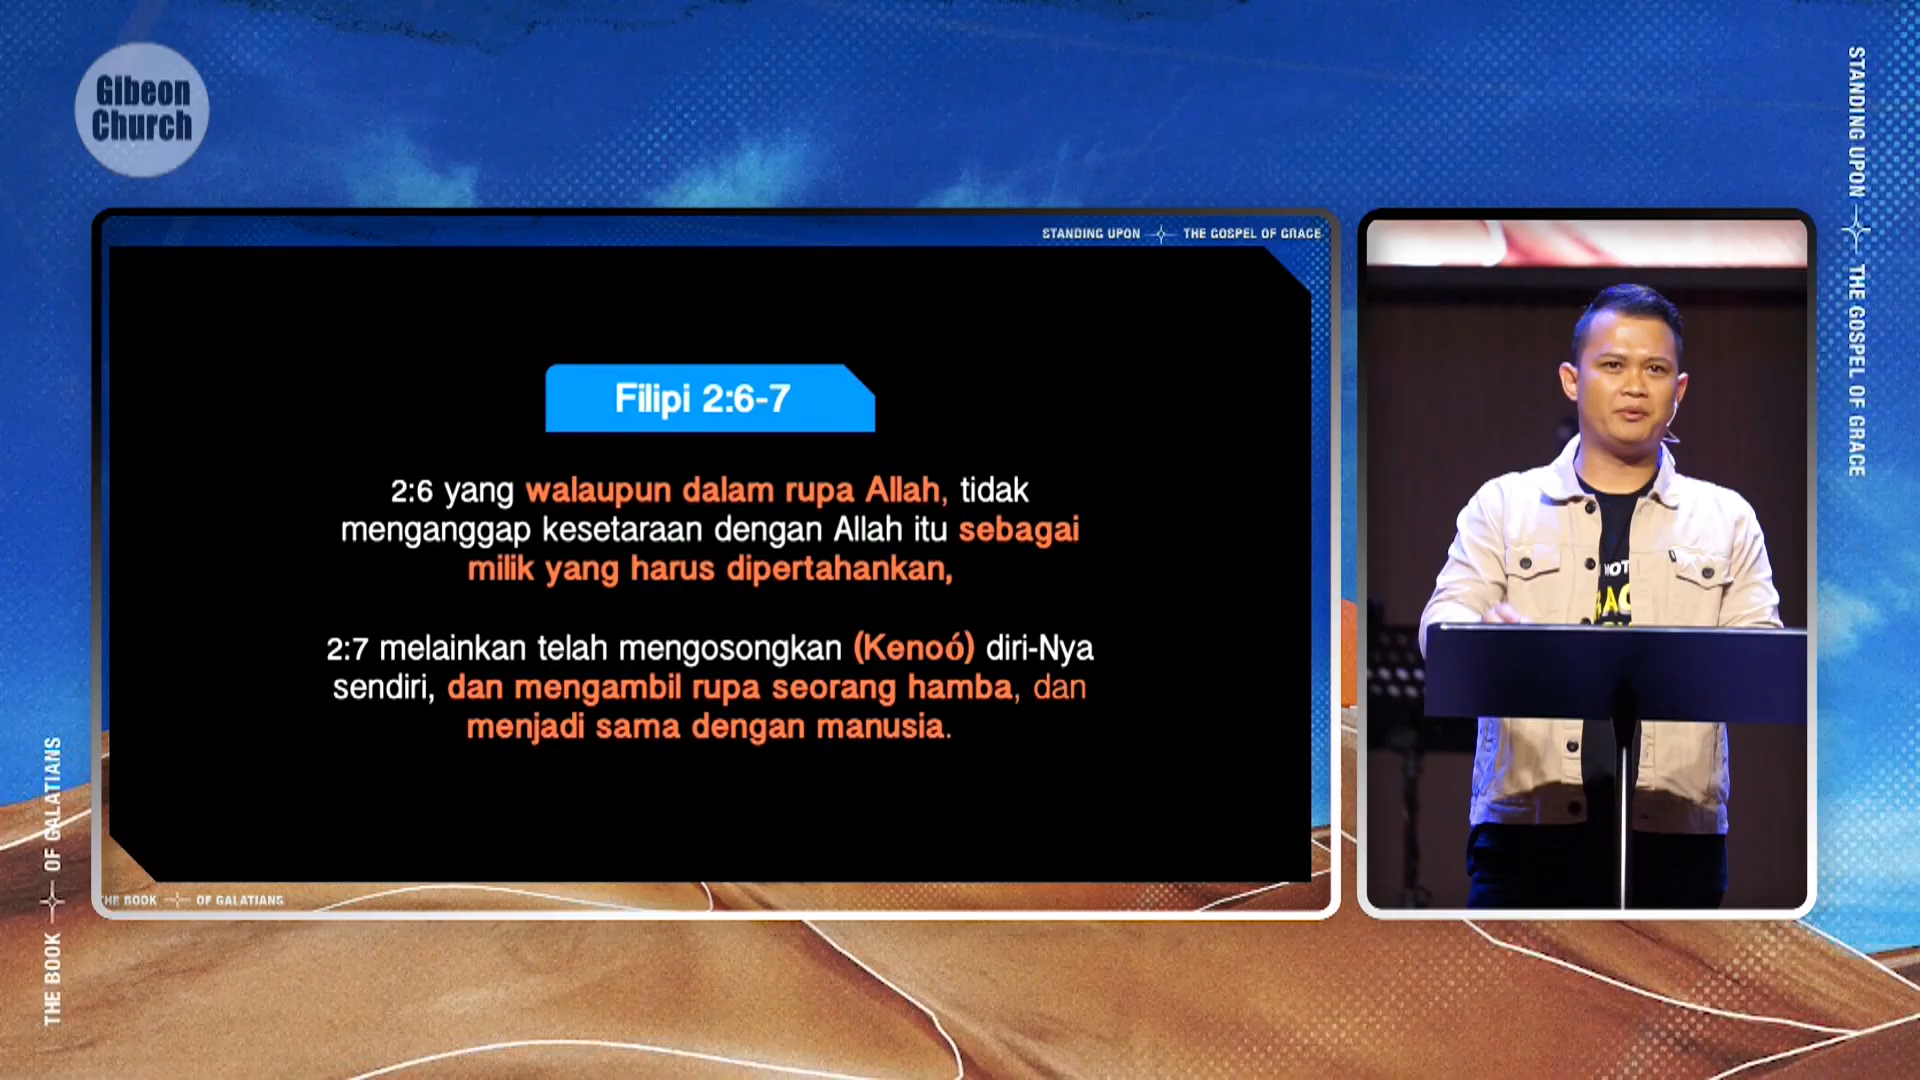 Gibeon
Church
STANDING UPON THE GOSPEL OF GRACE
STANDING UPON THE GOSPEL OF GRACE
Filipi 2:6-7
2:6 yang walaupun dalam rupa Allah, tidak
menganggap kesetaraan dengan Allah itu sebagai
milik yang harus dipertahankan,
2:7 melainkan telah mengosongkan (Kenoó) diri-Nya
sendiri, dan mengambil rupa seorang hamba, dan
menjadi sama dengan manusia.
THE BOOK OF GALATIANS
THE BOOK OF GALATIANS